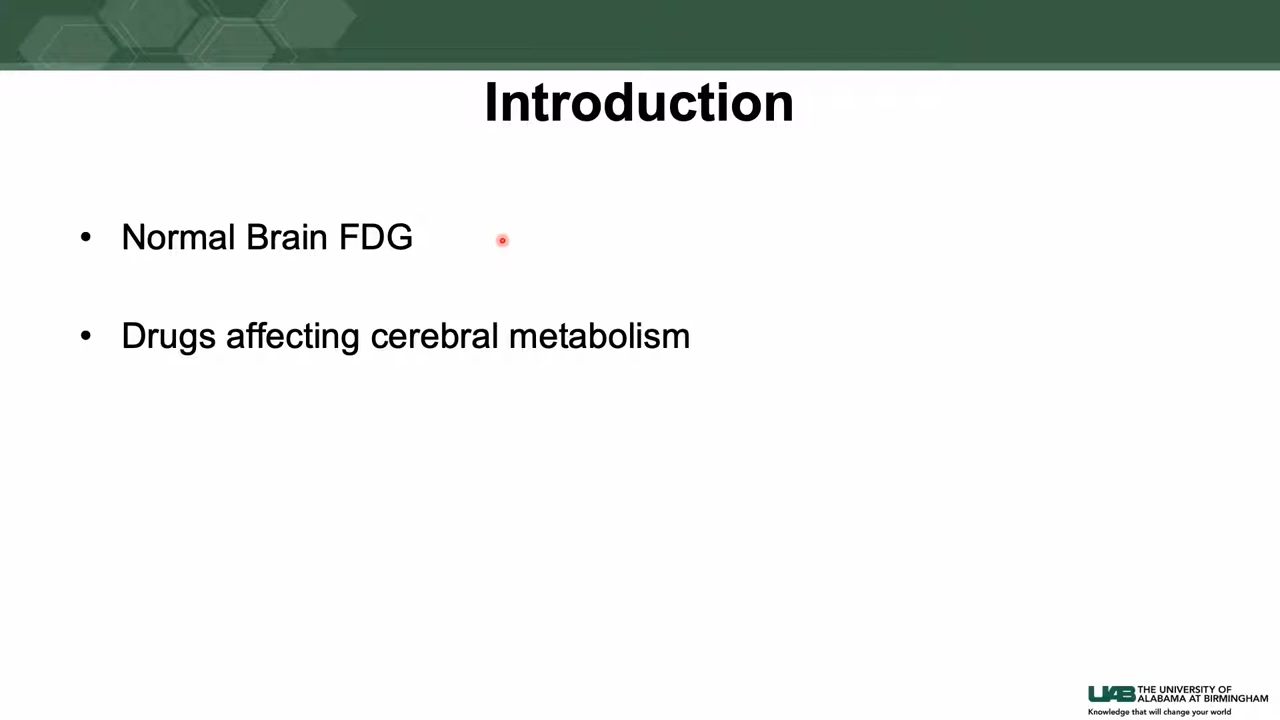 Introduction
• Normal Brain FDG
• Drugs affecting cerebral metabolism
UAB THE UNIVERSITY OF
ALABAMA AT BIRMINGHAM
Knowledge that will change your world